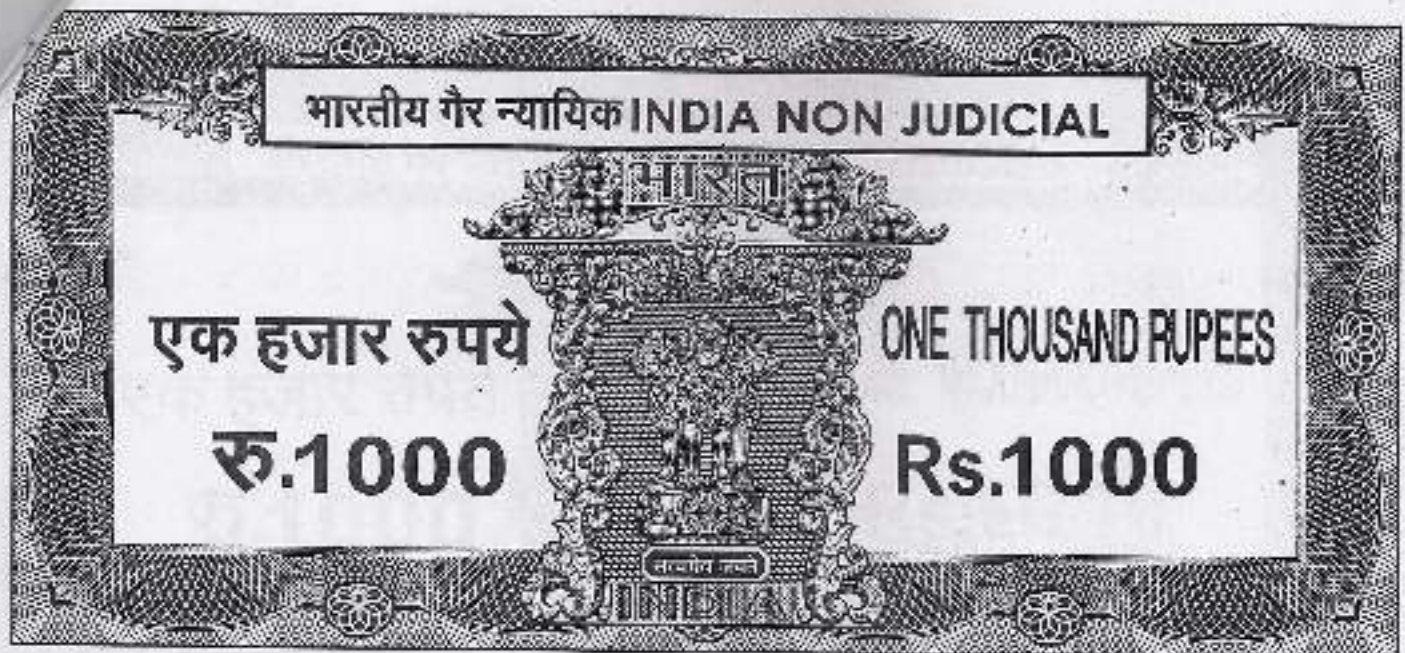 भारतीय गैर न्यायिक INDIA NON JUDICIAL
भारत
एक हजार रुपये
ONE THOUSAND RUPEES
रु.1000
Rs.1000
सत्यमेव जयते
INDIA